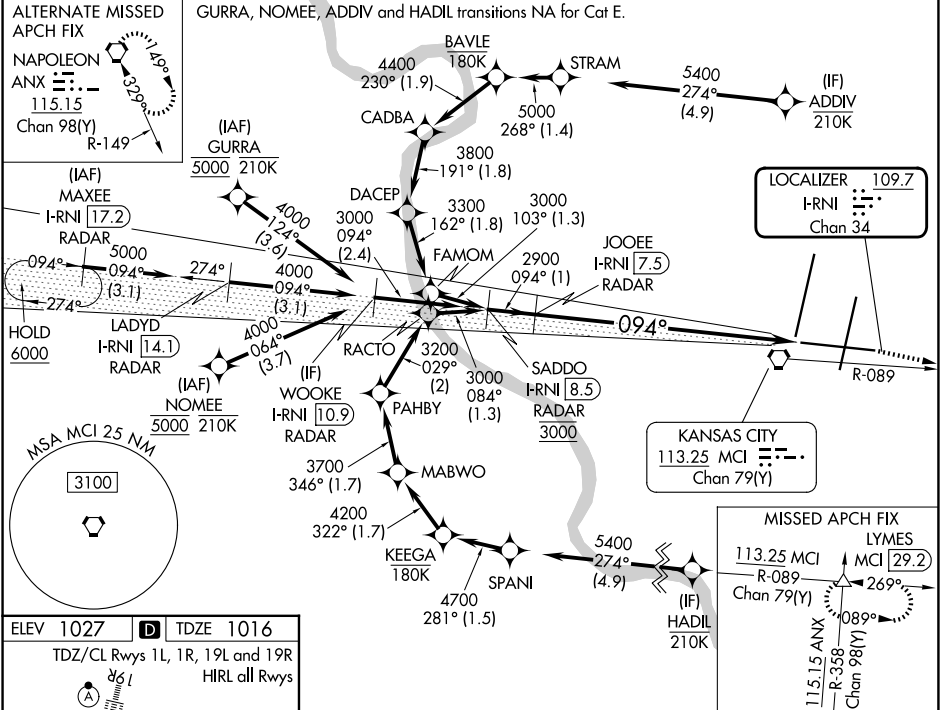 ALTERNATE MISSED
APCH FIX
NAPOLEON
ANX
115.15
Chan 98(Y)
149°
329°
R-149
GURRA, NOMEE, ADDIV and HADIL transitions NA for Cat E.
BAVLE
180K
STRAM
4400
230° (1.9)
5000
268° (1.4)
5400
274°
(4.9)
(IF)
ADDIV
210K
CADBA
3800
191° (1.8)
(IAF)
GURRA
5000 210K
4000
124°
(3.6)
DACEP
3300
162° (1.8)
3000
103° (1.3)
3000
094°
(2.4)
FAMOM
2900
094° (1)
JOOEE
I-RNI 7.5
RADAR
LOCALIZER 109.7
I-RNI
Chan 34
(IAF)
MAXEE
I-RNI 17.2
RADAR
094°
5000
094°
(3.1)
274°
4000
094°
(3.1)
274°
HOLD
6000
LADYD
I-RNI 14.1
RADAR
4000
064°
(3.7)
(IAF)
NOMEE
5000 210K
(IF)
WOOKE
I-RNI 10.9
RADAR
RACTO
094°
3200
029°
(2)
3000
084°
(1.3)
SADDO
I-RNI 8.5
RADAR
3000
R-089
KANSAS CITY
113.25 MCI
Chan 79(Y)
PAHBY
3700
346° (1.7)
MABWO
4200
322° (1.7)
KEEGA
180K
4700
281° (1.5)
SPANI
5400
274°
(4.9)
(IF)
HADIL
210K
MSA MCI 25 NM
3100
MISSED APCH FIX
LYMES
MCI 29.2
113.25 MCI
R-089
Chan 79(Y)
269°
089°
115.15 ANX
R-358
Chan 98(Y)
ELEV 1027 D TDZE 1016
TDZ/CL Rwys 1L, 1R, 19L and 19R
HIRL all Rwys
19R
A